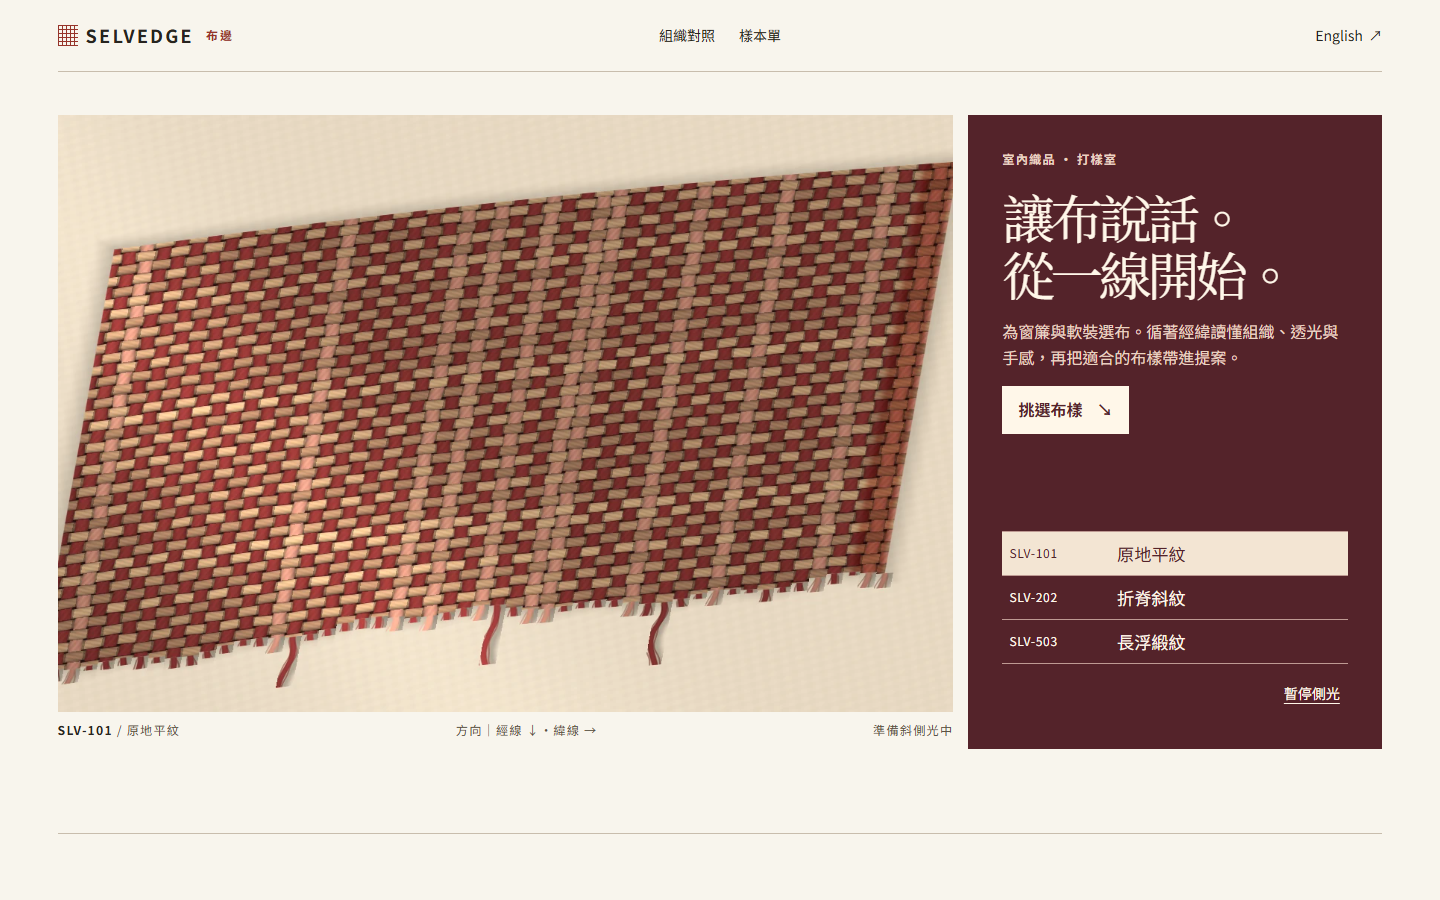 SELVEDGE 布邊
組織對照 樣本單
English ↗
室內織品 · 打樣室
讓布說話。
從一線開始。
為窗簾與軟裝選布。循著經緯讀懂組織、透光與
手感，再把適合的布樣帶進提案。
挑選布樣 ↘
SLV-101 原地平紋
SLV-202 折脊斜紋
SLV-503 長浮緞紋
暫停側光
SLV-101 / 原地平紋
方向｜經線 ↓・緯線 →
準備斜側光中